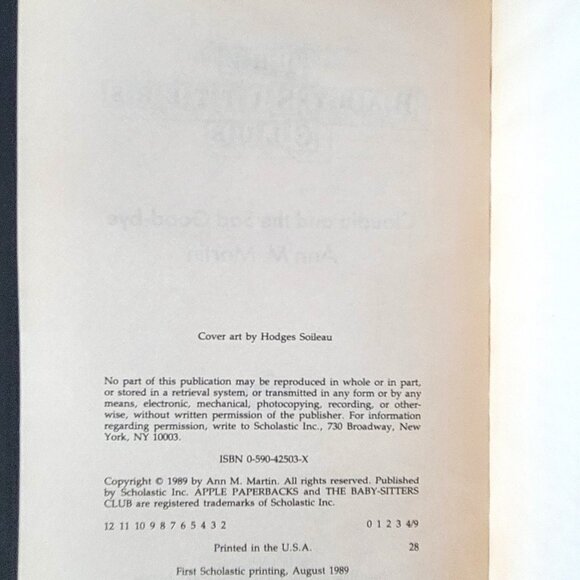 Cover art by Hodges Soileau
No part of this publication may be reproduced in whole or in part,
or stored in a retrieval system, or transmitted in any form or by any
means, electronic, mechanical, photocopying, recording, or other-
wise, without written permission of the publisher. For information
regarding permission, write to Scholastic Inc., 730 Broadway, New
York, NY 10003.
ISBN 0-590-42503-X
Copyright © 1989 by Ann M. Martin. All rights reserved. Published
by Scholastic Inc. APPLE PAPERBACKS and THE BABY-SITTERS
CLUB are registered trademarks of Scholastic Inc.
12 11 10 9 8 7 6 5 4 3 2 0 1 2 3 4/9
Printed in the U.S.A. 28
First Scholastic printing, August 1989